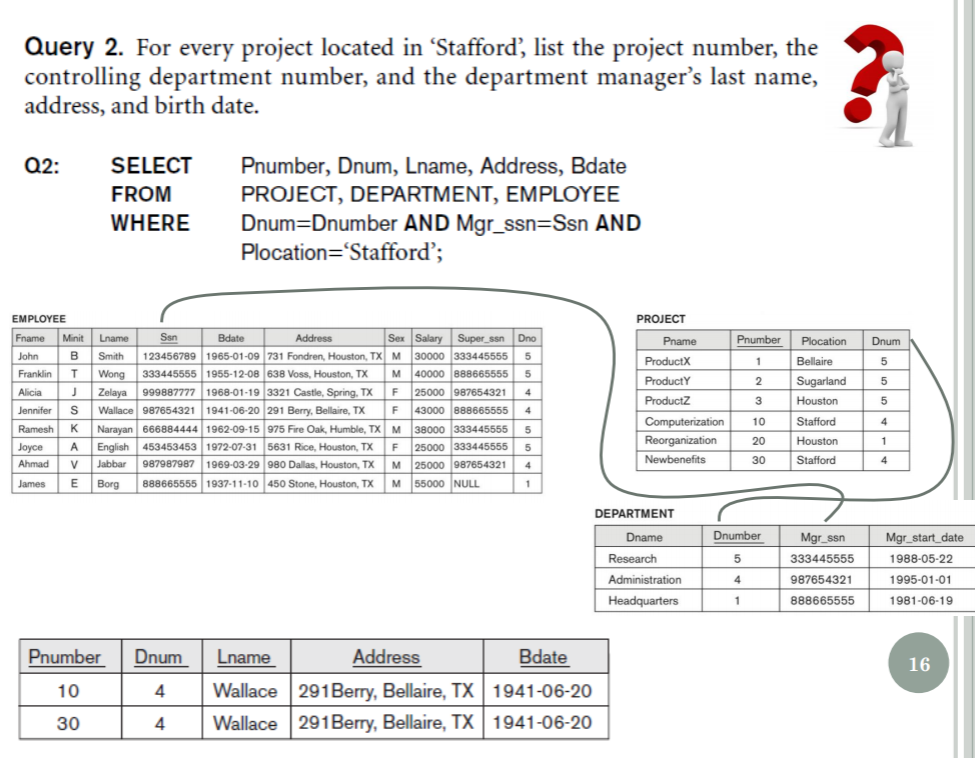 Query 2. For every project located in ‘Stafford’, list the project number, the
controlling department number, and the department manager’s last name,
address, and birth date.
Q2: SELECT Pnumber, Dnum, Lname, Address, Bdate
FROM PROJECT, DEPARTMENT, EMPLOYEE
WHERE Dnum=Dnumber AND Mgr_ssn=Ssn AND
Plocation=‘Stafford’;
EMPLOYEE
Fname Minit Lname Ssn Bdate Address Sex Salary Super_ssn Dno
John B Smith 123456789 1965-01-09 731 Fondren, Houston, TX M 30000 333445555 5
Franklin T Wong 333445555 1955-12-08 638 Voss, Houston, TX M 40000 888665555 5
Alicia J Zelaya 999887777 1968-01-19 3321 Castle, Spring, TX F 25000 987654321 4
Jennifer S Wallace 987654321 1941-06-20 291 Berry, Bellaire, TX F 43000 888665555 4
Ramesh K Narayan 666884444 1962-09-15 975 Fire Oak, Humble, TX M 38000 333445555 5
Joyce A English 453453453 1972-07-31 5631 Rice, Houston, TX F 25000 333445555 5
Ahmad V Jabbar 987987987 1969-03-29 980 Dallas, Houston, TX M 25000 987654321 4
James E Borg 888665555 1937-11-10 450 Stone, Houston, TX M 55000 NULL 1
PROJECT
Pname Pnumber Plocation Dnum
ProductX 1 Bellaire 5
ProductY 2 Sugarland 5
ProductZ 3 Houston 5
Computerization 10 Stafford 4
Reorganization 20 Houston 1
Newbenefits 30 Stafford 4
DEPARTMENT
Dname Dnumber Mgr_ssn Mgr_start_date
Research 5 333445555 1988-05-22
Administration 4 987654321 1995-01-01
Headquarters 1 888665555 1981-06-19
Pnumber Dnum Lname Address Bdate
10 4 Wallace 291Berry, Bellaire, TX 1941-06-20
30 4 Wallace 291Berry, Bellaire, TX 1941-06-20
16